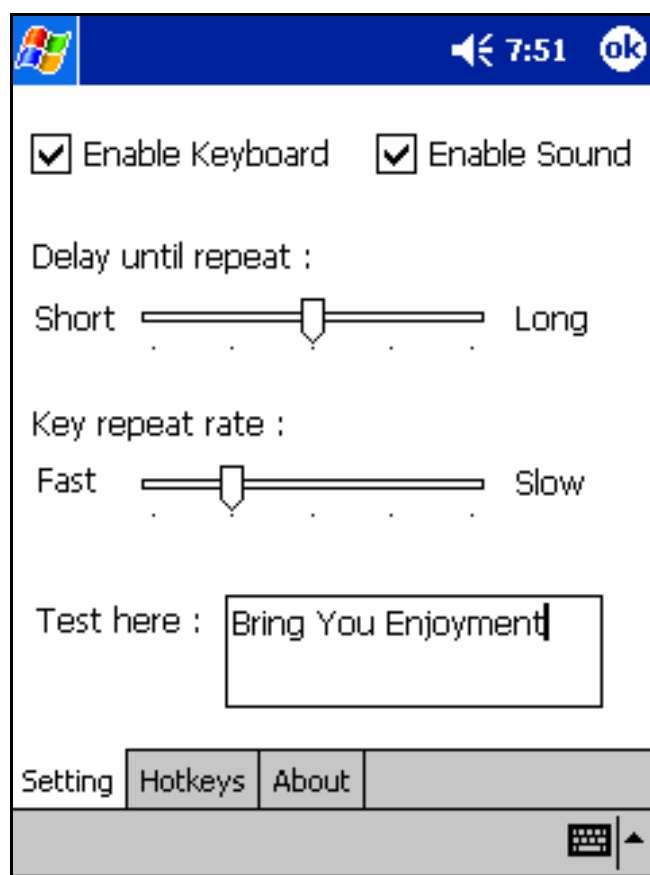 7:51 ok
Enable Keyboard Enable Sound
Delay until repeat :
Short Long
Key repeat rate :
Fast Slow
Test here : Bring You Enjoyment
Setting Hotkeys About